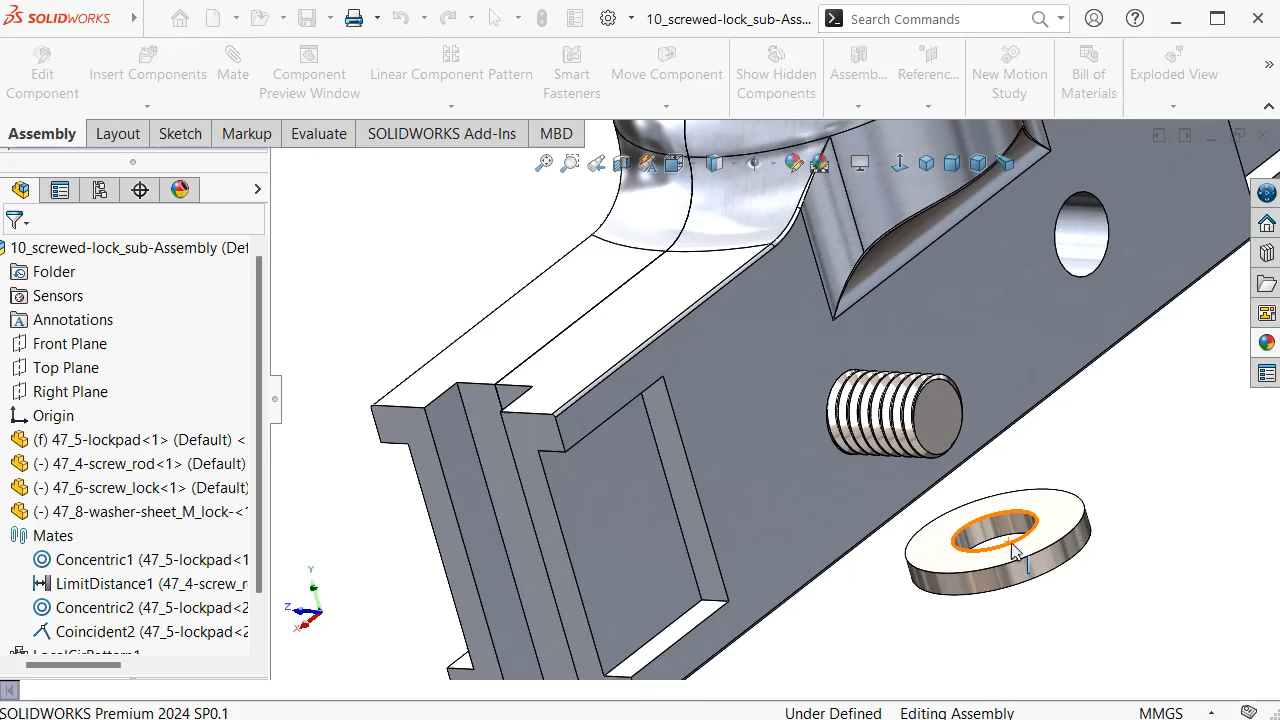 SOLIDWORKS
10_screwed-lock_sub-Ass...
Search Commands
Edit Component
Insert Components
Mate
Component Preview Window
Linear Component Pattern
Smart Fasteners
Move Component
Show Hidden Components
Assemb...
Referenc...
New Motion Study
Bill of Materials
Exploded View
Assembly
Layout
Sketch
Markup
Evaluate
SOLIDWORKS Add-Ins
MBD
10_screwed-lock_sub-Assembly (Def
Folder
Sensors
Annotations
Front Plane
Top Plane
Right Plane
Origin
(f) 47_5-lockpad<1> (Default) <
(-) 47_4-screw_rod<1> (Default)
(-) 47_6-screw_lock<1> (Default)
(-) 47_8-washer-sheet_M_lock-<
Mates
Concentric1 (47_5-lockpad<1
LimitDistance1 (47_4-screw_r
Concentric2 (47_5-lockpad<2
Coincident2 (47_5-lockpad<2
LocalCirPattern1
Y
Z
X
SOLIDWORKS Premium 2024 SP0.1
Under Defined
Editing Assembly
MMGS